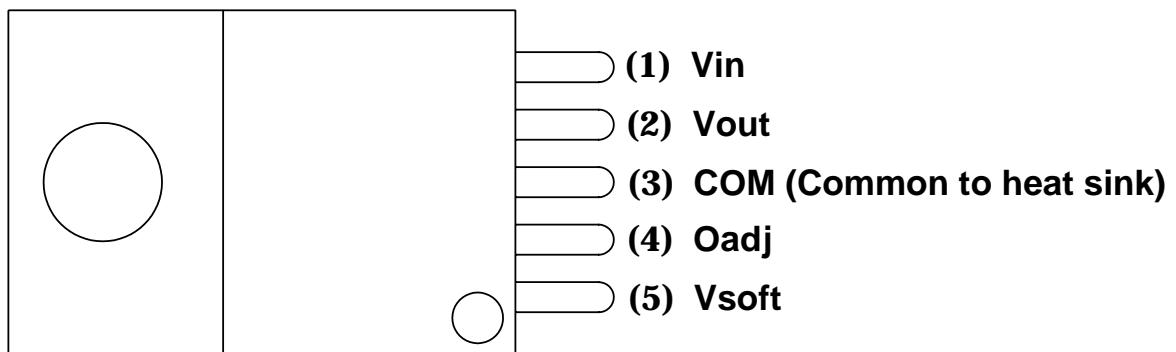 (1) Vin
(2) Vout
(3) COM (Common to heat sink)
(4) Oadj
(5) Vsoft